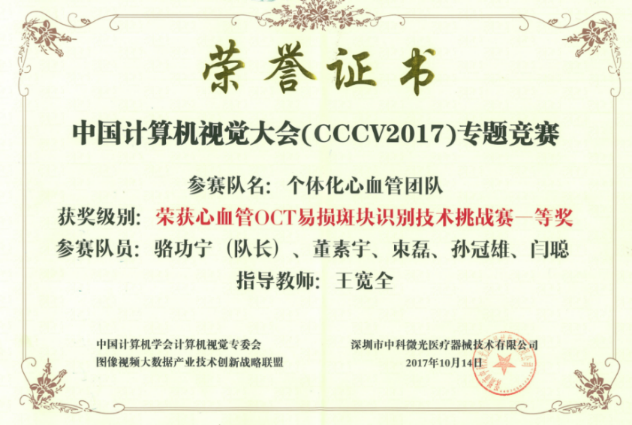 荣誉证书
中国计算机视觉大会(CCCV2017)专题竞赛
参赛队名：个体化心血管团队
获奖级别：荣获心血管OCT易损斑块识别技术挑战赛一等奖
参赛队员：骆功宁（队长）、董素宇、束磊、孙冠雄、闫聪
指导教师：王宽全
中国计算机学会计算机视觉专委会
深圳市中科微光医疗器械技术有限公司
图像视频大数据产业技术创新战略联盟
2017年10月14日